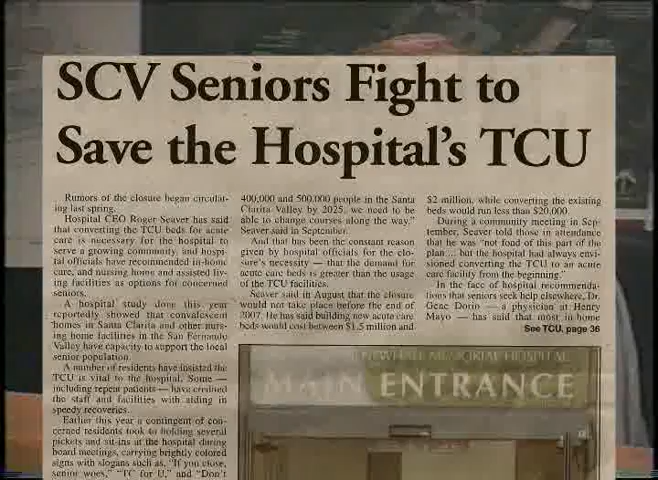 SCV Seniors Fight to
Save the Hospital's TCU
Rumors of the closure began circulat-
ing last spring.
Hospital CEO Roger Seaver has said
that converting the TCU beds for acute
care is necessary for the hospital to
serve a growing community and hospi-
tal officials have recommended in-home
care, and nursing home and assisted liv-
ing facilities as options for concerned
seniors.
A hospital study done this year
reportedly showed that convalescent
homes in Santa Clarita and other nurs-
ing home facilities in the San Fernando
Valley have capacity to support the local
senior population.
A number of residents have insisted the
TCU is vital to the hospital. Some —
including repeat patients — have credited
the staff and facilities with aiding in
speedy recoveries.
Earlier this year a contingent of con-
cerned residents took to holding several
pickets and sit-ins at the hospital during
board meetings, carrying brightly colored
signs with slogans such as, "If you close,
senior woes," "TC for U," and "Don't
400,000 and 500,000 people in the Santa
Clarita Valley by 2025, we need to be
able to change courses along the way,"
Seaver said in September.
And that has been the constant reason
given by hospital officials for the clo-
sure's necessity — that the demand for
acute care beds is greater than the usage
of the TCU facilities.
Seaver said in August that the closure
would not take place before the end of
2007. He has said building new acute care
beds would cost between $1.5 million and
$2 million, while converting the existing
beds would run less than $20,000.
During a community meeting in Sep-
tember, Seaver told those in attendance
that he was "not fond of this part of the
plan ... but the hospital had always envi-
sioned converting the TCU to an acute
care facility from the beginning."
In the face of hospital recommenda-
tions that seniors seek help elsewhere, Dr.
Gene Dorio — a physician at Henry
Mayo — has said that most in-home
See TCU, page 36
NEWHALL MEMORIAL HOSPITAL
MAIN ENTRANCE